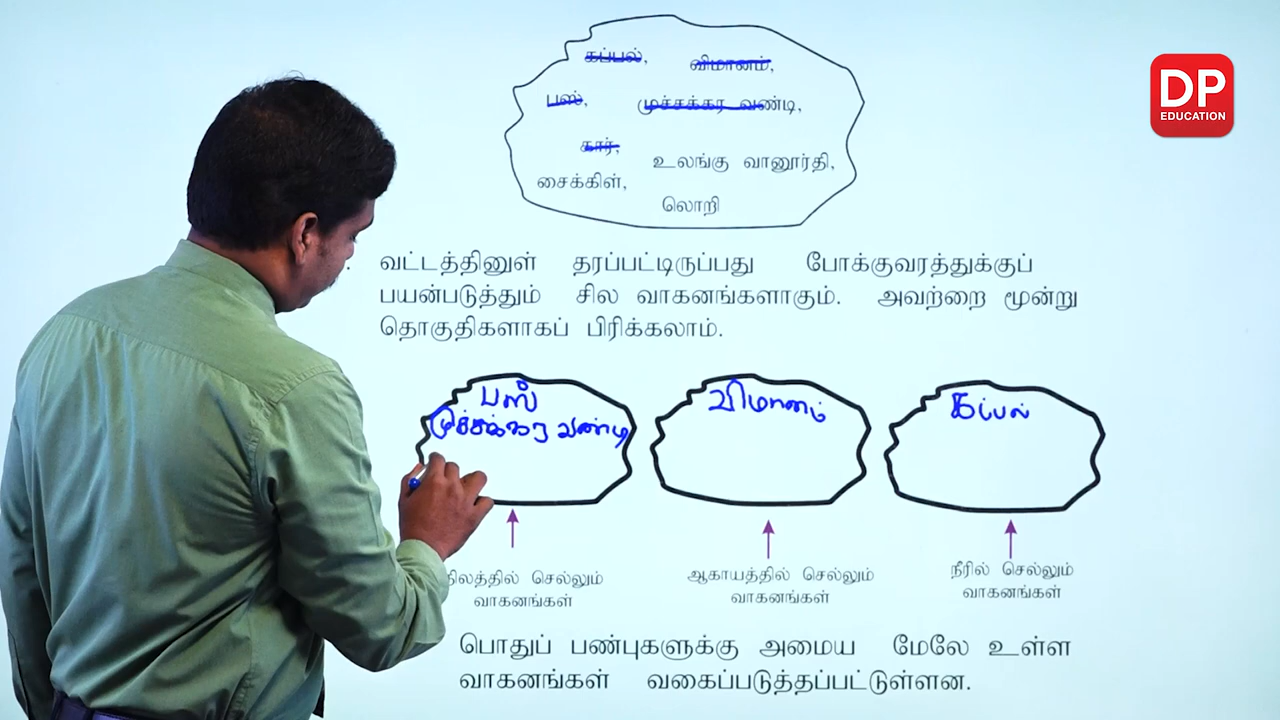 கப்பல், விமானம்,
பஸ், முச்சக்கர வண்டி,
கார், உலங்கு வானூர்தி,
சைக்கிள்,
லொறி
DP
EDUCATION
வட்டத்தினுள் தரப்பட்டிருப்பது போக்குவரத்துக்குப்
பயன்படுத்தும் சில வாகனங்களாகும். அவற்றை மூன்று
தொகுதிகளாகப் பிரிக்கலாம்.
பஸ்
முச்சக்கர வண்டி
விமானம்
கப்பல்
நிலத்தில் செல்லும்
வாகனங்கள்
ஆகாயத்தில் செல்லும்
வாகனங்கள்
நீரில் செல்லும்
வாகனங்கள்
பொதுப் பண்புகளுக்கு அமைய மேலே உள்ள
வாகனங்கள் வகைப்படுத்தப்பட்டுள்ளன.